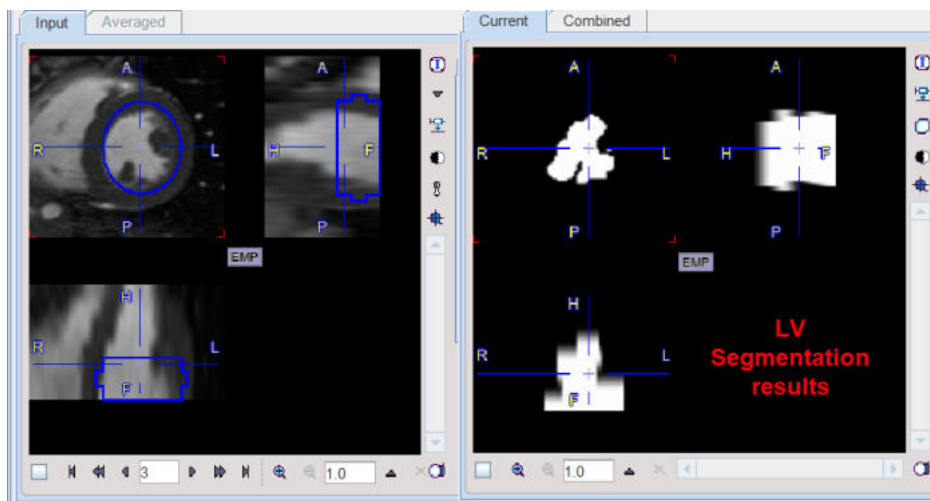 Input Averaged
A A
R L H F
P P
EMP
H
R L
F
3 1.0
Current Combined
A A
R L H F
P P
EMP
H
R L
F
LV
Segmentation
results
1.0